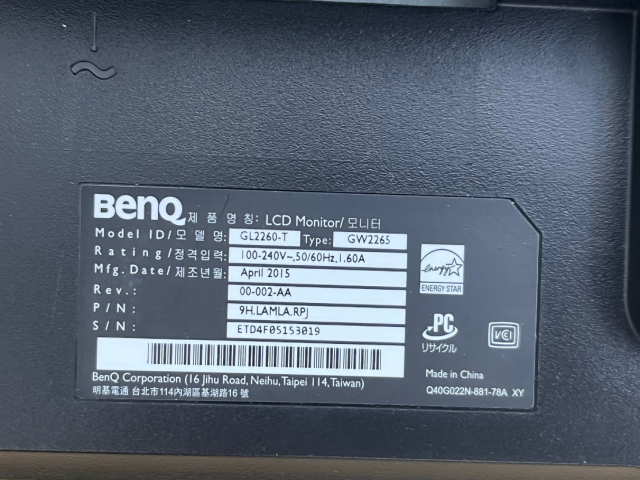 BenQ 제 품 명 칭: LCD Monitor/ 모니터
Model ID/모 델 명: GL2260-T Type: GW2265
Rating/정격입력: 100-240V~,50/60Hz,1.60A
Mfg. Date/제조년월: April 2015
Rev.: 00-002-AA
P/N: 9H.LAMLA.RPJ
S/N: ETD4F05153019
energy
ENERGY STAR
PC
リサイクル
VCCI
BenQ Corporation (16 Jihu Road, Neihu,Taipei 114,Taiwan)
明基電通 台北市114內湖區基湖路16 號
Made in China
Q40G022N-881-78A XY